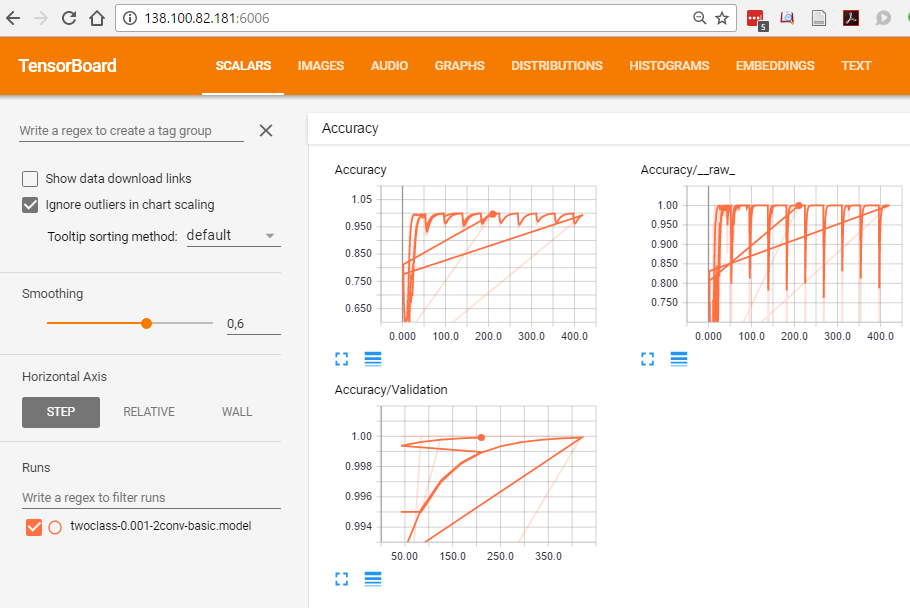 138.100.82.181:6006
5
TensorBoard
SCALARS IMAGES AUDIO GRAPHS DISTRIBUTIONS HISTOGRAMS EMBEDDINGS TEXT
Write a regex to create a tag group
Show data download links
Ignore outliers in chart scaling
Tooltip sorting method: default
Smoothing
0,6
Horizontal Axis
STEP RELATIVE WALL
Runs
Write a regex to filter runs
twoclass-0.001-2conv-basic.model
Accuracy
Accuracy
1.05
0.950
0.850
0.750
0.650
0.000 100.0 200.0 300.0 400.0
Accuracy/__raw_
1.00
0.950
0.900
0.850
0.800
0.750
0.000 100.0 200.0 300.0 400.0
Accuracy/Validation
1.00
0.998
0.996
0.994
50.00 150.0 250.0 350.0